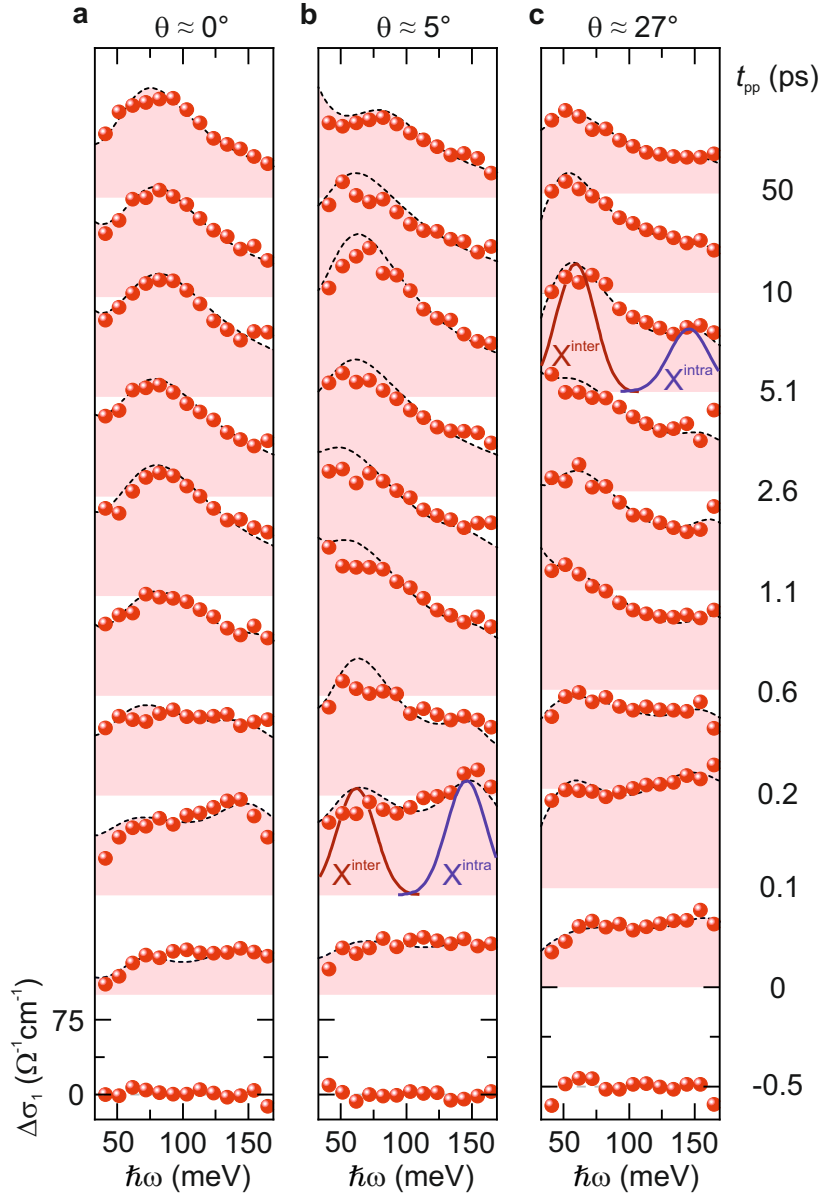 a b c
θ ≈ 0° θ ≈ 5° θ ≈ 27°
t_pp (ps)
50
10
X^inter X^intra
5.1
2.6
1.1
0.6
0.2
X^inter X^intra
0.1
0
-0.5
Δσ₁ (Ω⁻¹cm⁻¹)
75
0
50 100 150 50 100 150 50 100 150
ℏω (meV) ℏω (meV) ℏω (meV)